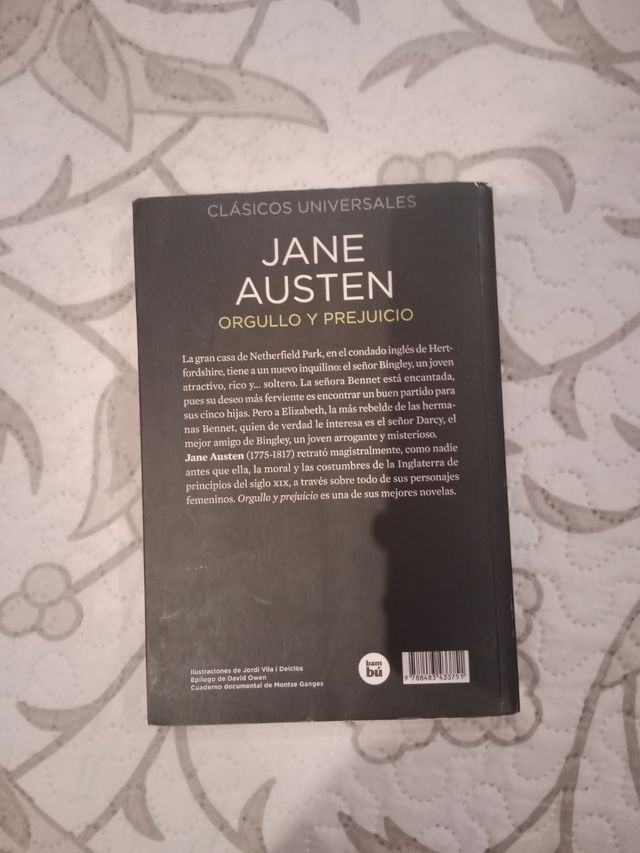 CLÁSICOS UNIVERSALES
JANE
AUSTEN
ORGULLO Y PREJUICIO
La gran casa de Netherfield Park, en el condado inglés de Hert-
fordshire, tiene a un nuevo inquilino: el señor Bingley, un joven
atractivo, rico y... soltero. La señora Bennet está encantada,
pues su deseo más ferviente es encontrar un buen partido para
sus cinco hijas. Pero a Elizabeth, la más rebelde de las herma-
nas Bennet, quien de verdad le interesa es el señor Darcy, el
mejor amigo de Bingley, un joven arrogante y misterioso.
Jane Austen (1775-1817) retrató magistralmente, como nadie
antes que ella, la moral y las costumbres de la Inglaterra de
principios del siglo XIX, a través sobre todo de sus personajes
femeninos. Orgullo y prejuicio es una de sus mejores novelas.
Ilustraciones de Jordi Vila i Delclòs
Epílogo de David Owen
Cuaderno documental de Montse Ganges
bam
bú
9 788483 433751